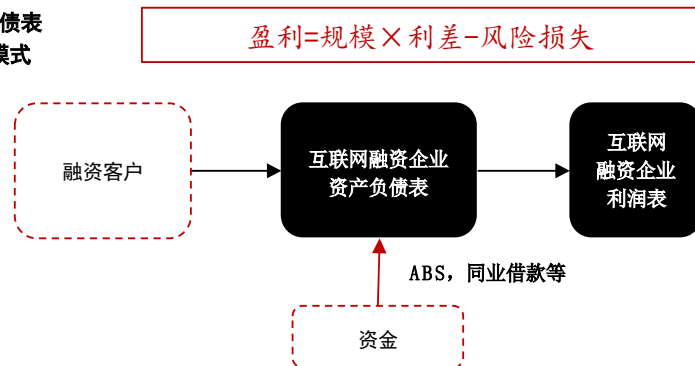 债表
模式
盈利=规模×利差-风险损失
融资客户
互联网融资企业
资产负债表
互联网
融资企业
利润表
ABS，同业借款等
资金